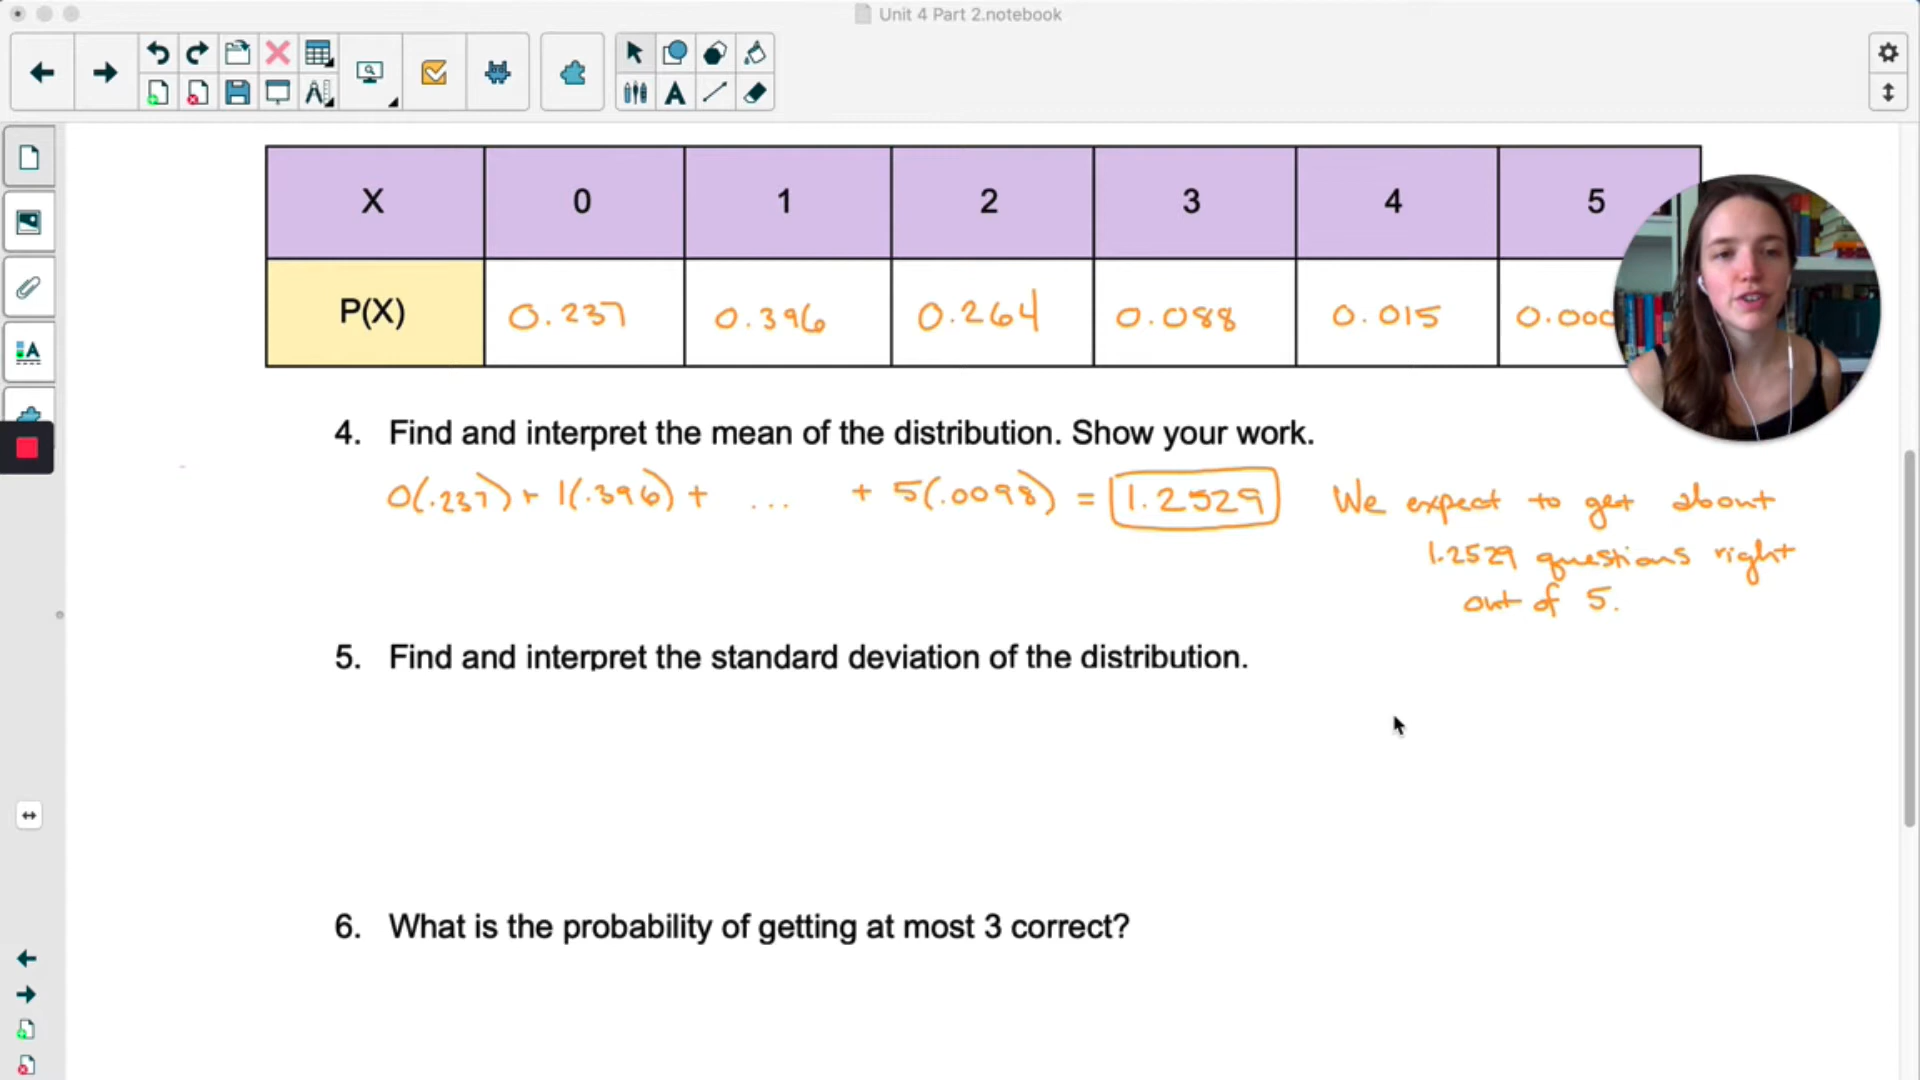 Unit 4 Part 2.notebook
X 0 1 2 3 4 5
P(X) 0.237 0.396 0.264 0.088 0.015 0.000
4. Find and interpret the mean of the distribution. Show your work.
0(.237) + 1(.396) + ... + 5(.0098) = 1.2529
We expect to get about
1.2529 questions right
out of 5.
5. Find and interpret the standard deviation of the distribution.
6. What is the probability of getting at most 3 correct?